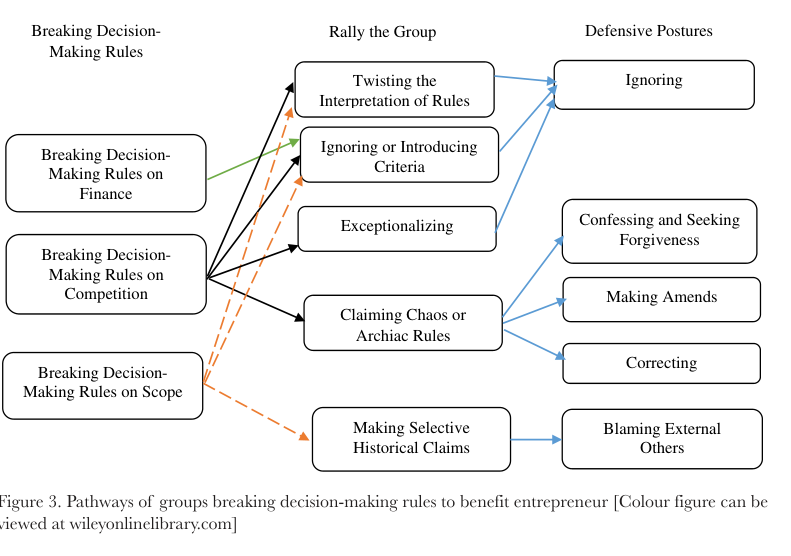 Breaking Decision-
Making Rules
Rally the Group
Defensive Postures
Breaking Decision-
Making Rules on
Finance
Breaking Decision-
Making Rules on
Competition
Breaking Decision-
Making Rules on Scope
Twisting the
Interpretation of Rules
Ignoring or Introducing
Criteria
Exceptionalizing
Claiming Chaos or
Archiac Rules
Making Selective
Historical Claims
Ignoring
Confessing and Seeking
Forgiveness
Making Amends
Correcting
Blaming External
Others
Figure 3. Pathways of groups breaking decision-making rules to benefit entrepreneur [Colour figure can be
viewed at wileyonlinelibrary.com]